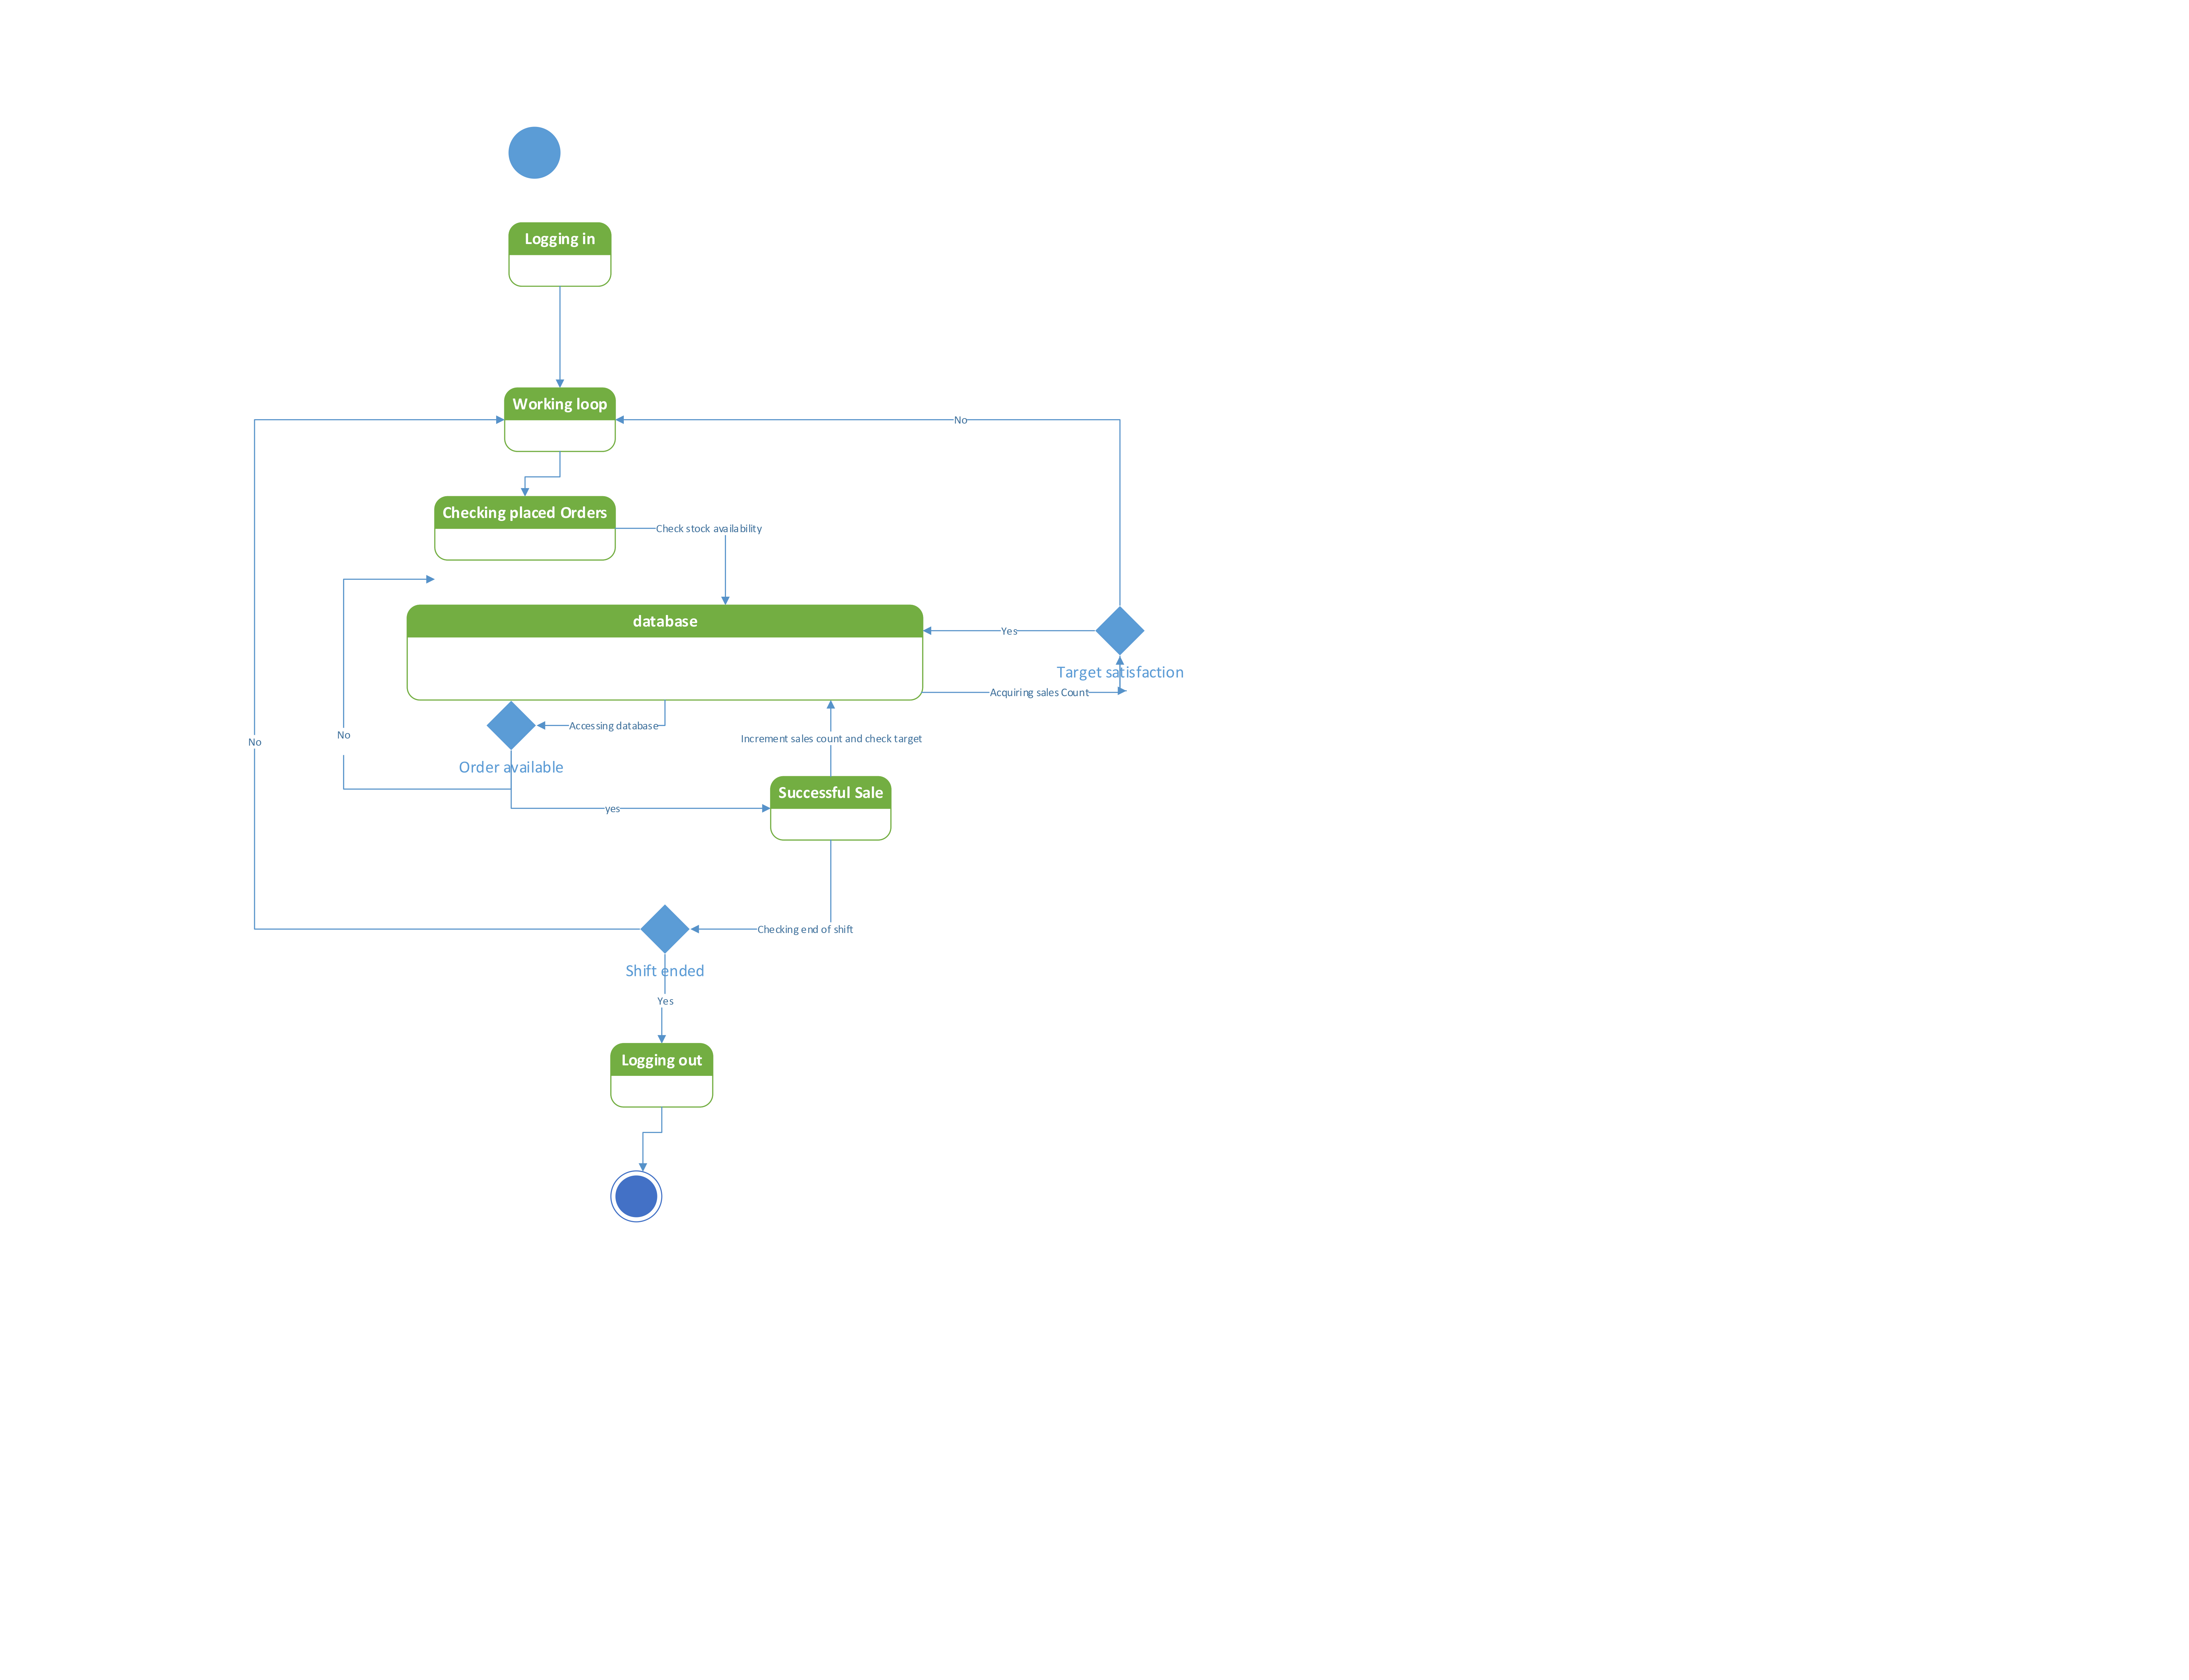 Logging in
Working loop
No
Checking placed Orders
Check stock availability
database
Yes
Target satisfaction
Acquiring sales Count
Accessing database
No
No
Increment sales count and check target
Order available
Successful Sale
yes
Checking end of shift
Shift ended
Yes
Logging out